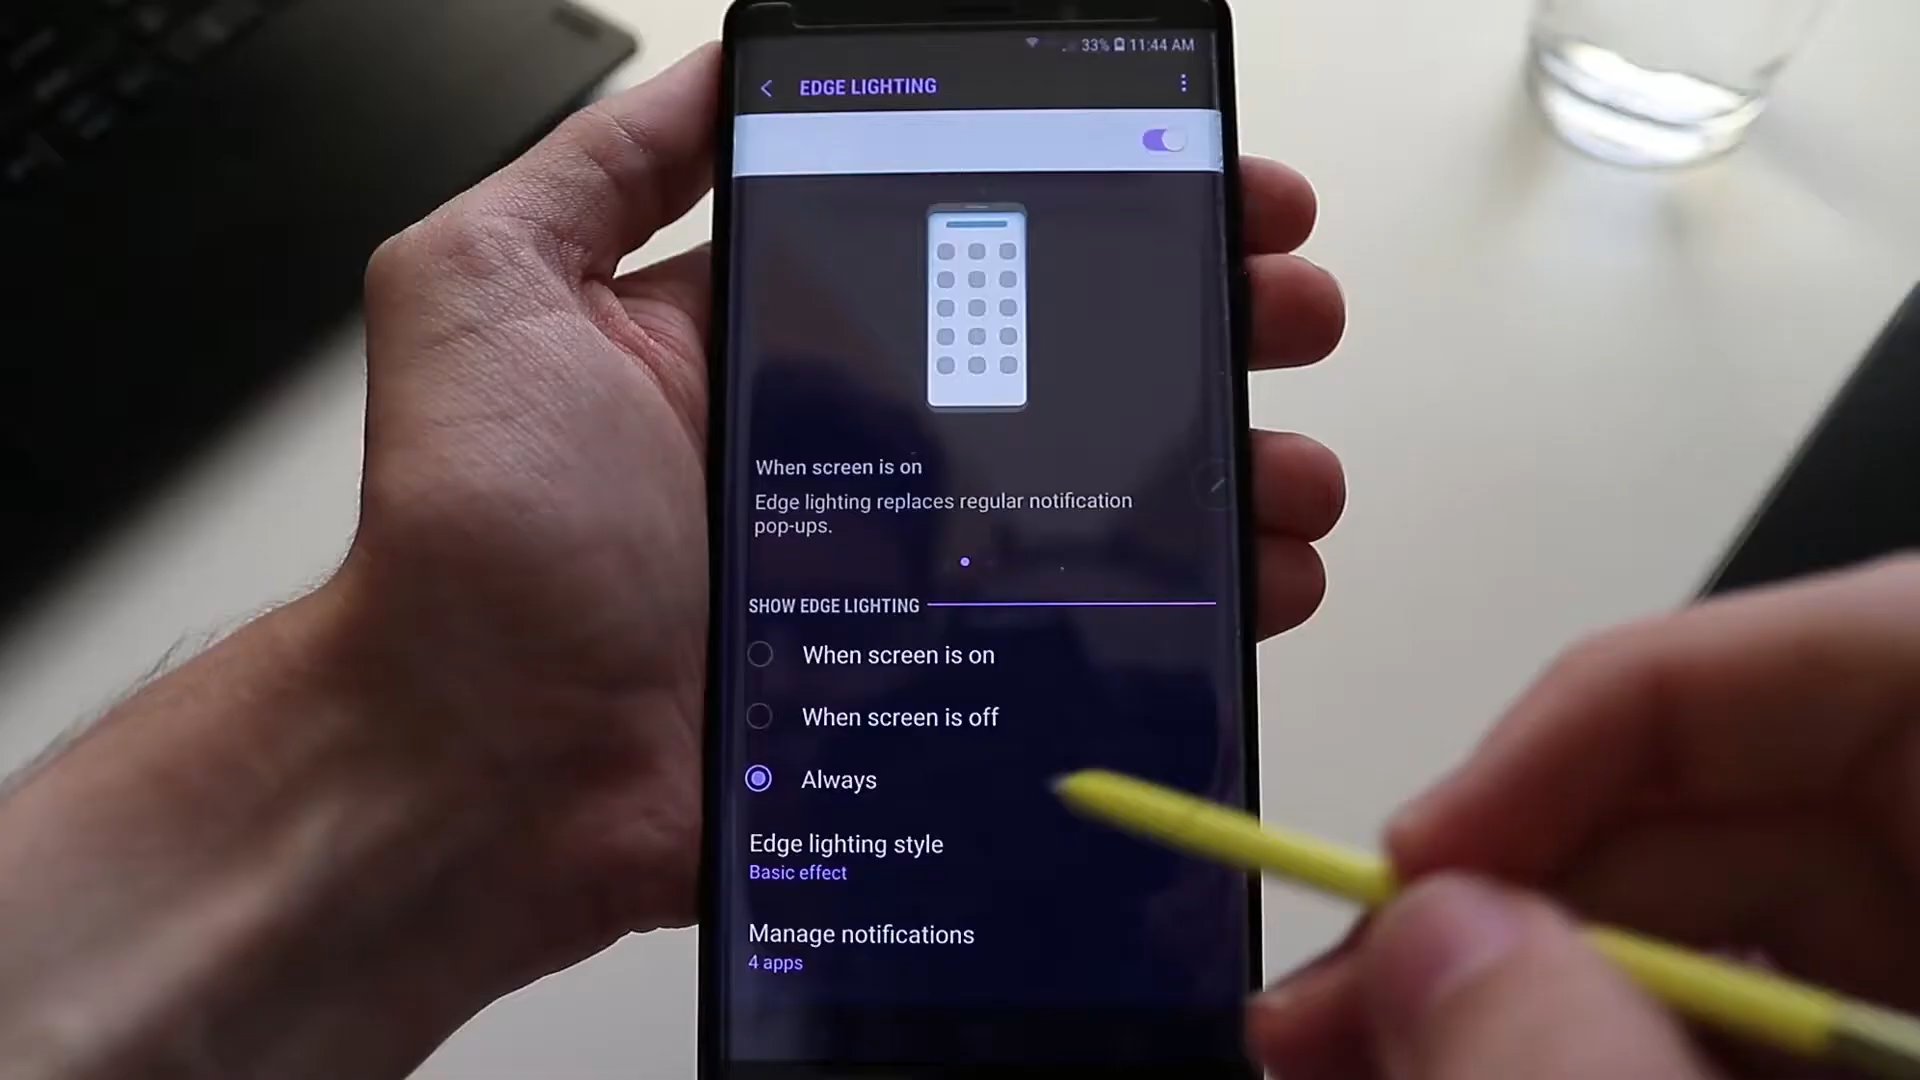 33% 11:44 AM
EDGE LIGHTING
When screen is on
Edge lighting replaces regular notification
pop-ups.
SHOW EDGE LIGHTING
When screen is on
When screen is off
Always
Edge lighting style
Basic effect
Manage notifications
4 apps